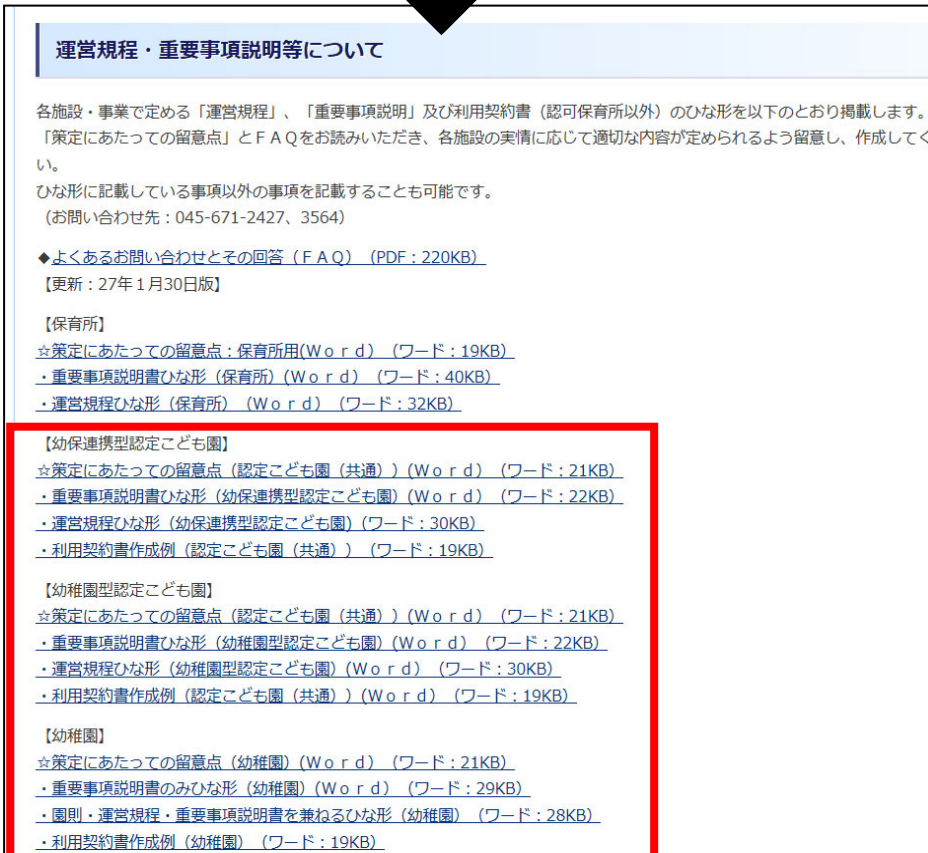 運営規程・重要事項説明等について
各施設・事業で定める「運営規程」、「重要事項説明」及び利用契約書（認可保育所以外）のひな形を以下のとおり掲載します。
「策定にあたっての留意点」とＦＡＱをお読みいただき、各施設の実情に応じて適切な内容が定められるよう留意し、作成してく
い。
ひな形に記載している事項以外の事項を記載することも可能です。
（お問い合わせ先：045-671-2427、3564）
◆よくあるお問い合わせとその回答（ＦＡＱ）（PDF：220KB）
【更新：27年１月30日版】
【保育所】
☆策定にあたっての留意点：保育所用(Ｗｏｒｄ）（ワード：19KB）
・重要事項説明書ひな形（保育所）(Ｗｏｒｄ）（ワード：40KB）
・運営規程ひな形（保育所）（Ｗｏｒｄ）（ワード：32KB）
【幼保連携型認定こども園】
☆策定にあたっての留意点（認定こども園（共通））(Ｗｏｒｄ）（ワード：21KB）
・重要事項説明書ひな形（幼保連携型認定こども園）(Ｗｏｒｄ）（ワード：22KB）
・運営規程ひな形（幼保連携型認定こども園)（ワード：30KB）
・利用契約書作成例（認定こども園（共通））（ワード：19KB）
【幼稚園型認定こども園】
☆策定にあたっての留意点（認定こども園（共通））(Ｗｏｒｄ）（ワード：21KB）
・重要事項説明書ひな形（幼稚園型認定こども園）(Ｗｏｒｄ）（ワード：22KB）
・運営規程ひな形（幼稚園型認定こども園）(Ｗｏｒｄ）（ワード：30KB）
・利用契約書作成例（認定こども園（共通））(Ｗｏｒｄ）（ワード：19KB）
【幼稚園】
☆策定にあたっての留意点（幼稚園）(Ｗｏｒｄ）（ワード：21KB）
・重要事項説明書のみひな形（幼稚園）(Ｗｏｒｄ）（ワード：29KB）
・園則・運営規程・重要事項説明書を兼ねるひな形（幼稚園）（ワード：28KB）
・利用契約書作成例（幼稚園）（ワード：19KB）